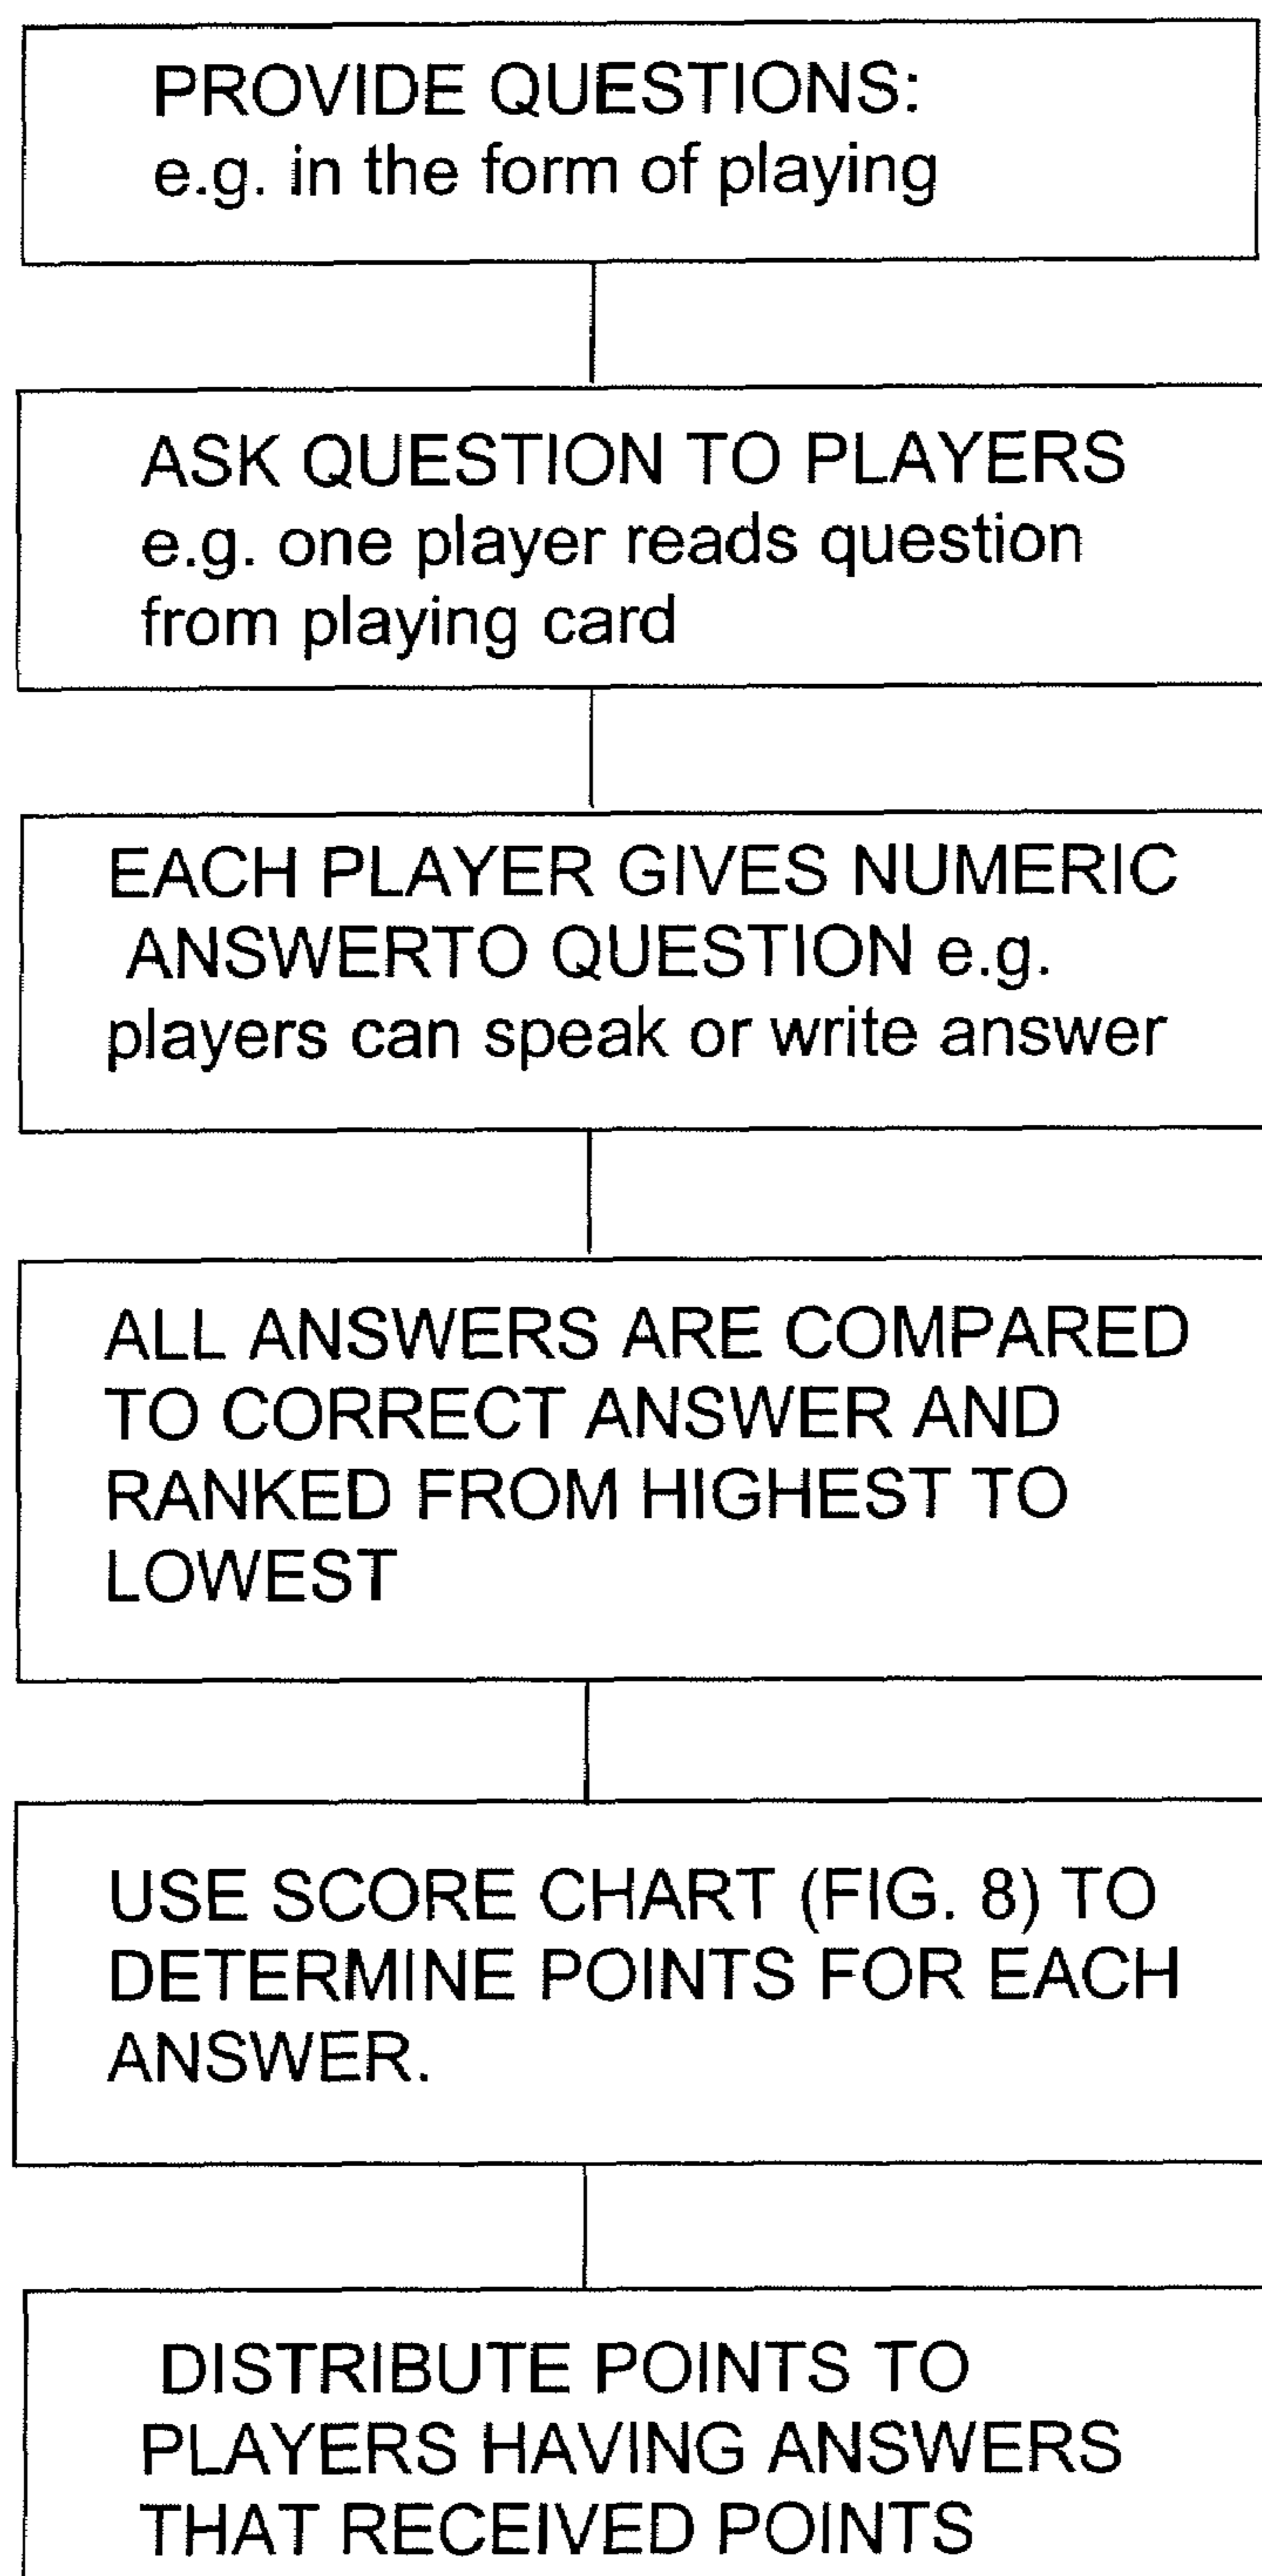 PROVIDE QUESTIONS:
e.g. in the form of playing
ASK QUESTION TO PLAYERS
e.g. one player reads question
from playing card
EACH PLAYER GIVES NUMERIC
ANSWERTO QUESTION e.g.
players can speak or write answer
ALL ANSWERS ARE COMPARED
TO CORRECT ANSWER AND
RANKED FROM HIGHEST TO
LOWEST
USE SCORE CHART (FIG. 8) TO
DETERMINE POINTS FOR EACH
ANSWER.
DISTRIBUTE POINTS TO
PLAYERS HAVING ANSWERS
THAT RECEIVED POINTS